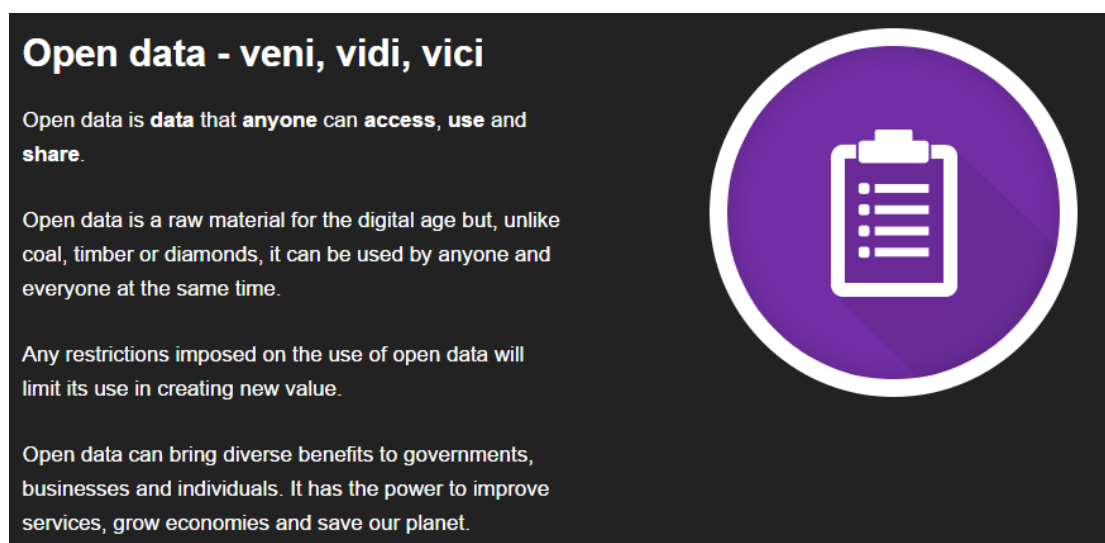 Open data - veni, vidi, vici
Open data is data that anyone can access, use and
share.
Open data is a raw material for the digital age but, unlike
coal, timber or diamonds, it can be used by anyone and
everyone at the same time.
Any restrictions imposed on the use of open data will
limit its use in creating new value.
Open data can bring diverse benefits to governments,
businesses and individuals. It has the power to improve
services, grow economies and save our planet.